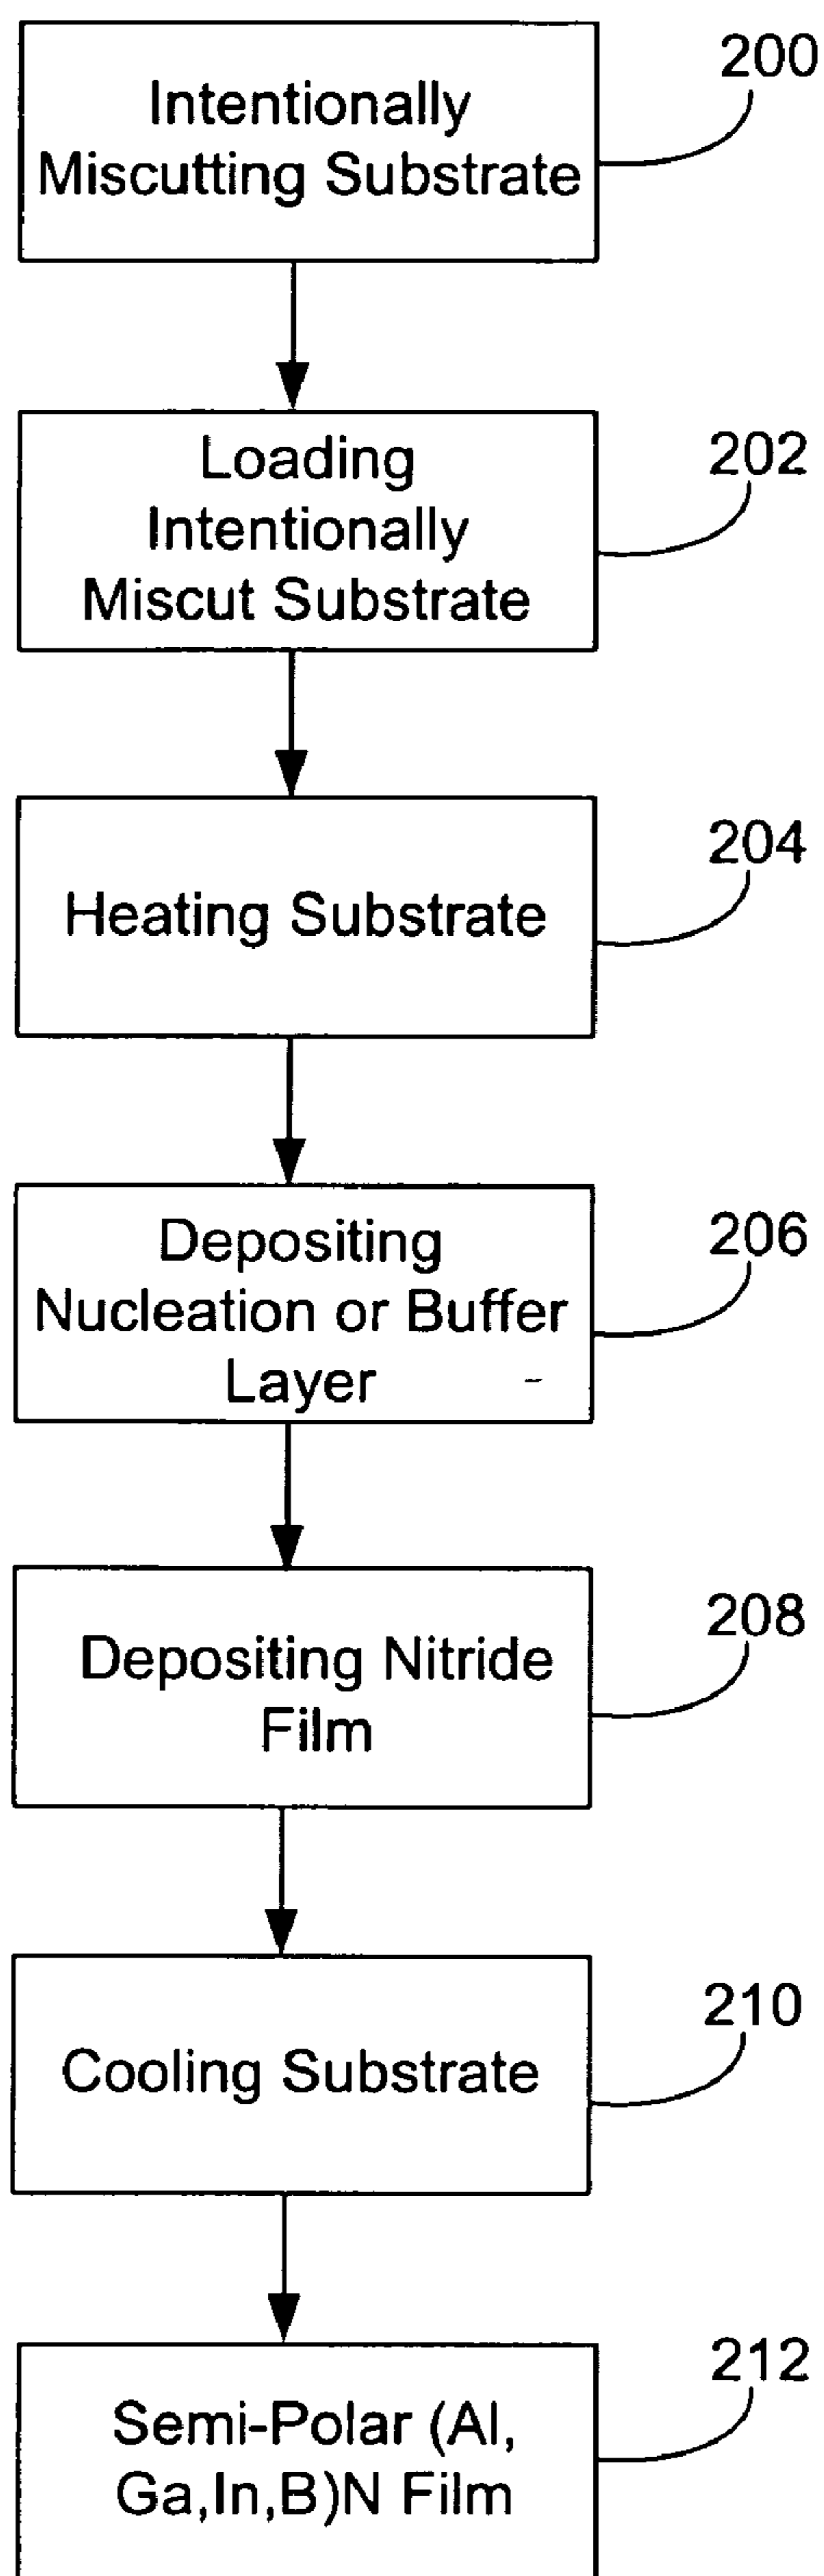 Intentionally
Miscutting Substrate
200
Loading
Intentionally
Miscut Substrate
202
Heating Substrate
204
Depositing
Nucleation or Buffer
Layer
206
Depositing Nitride
Film
208
Cooling Substrate
210
Semi-Polar (Al,
Ga,In,B)N Film
212